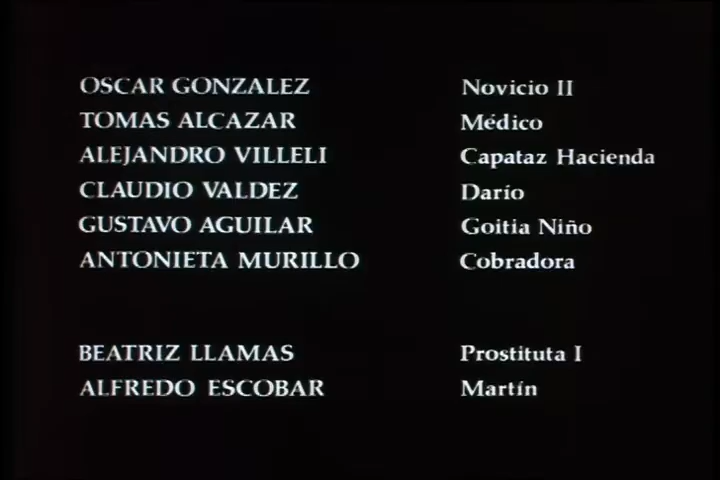 OSCAR GONZALEZ Novicio II
TOMAS ALCAZAR Médico
ALEJANDRO VILLELI Capataz Hacienda
CLAUDIO VALDEZ Darío
GUSTAVO AGUILAR Goitia Niño
ANTONIETA MURILLO Cobradora
BEATRIZ LLAMAS Prostituta I
ALFREDO ESCOBAR Martín